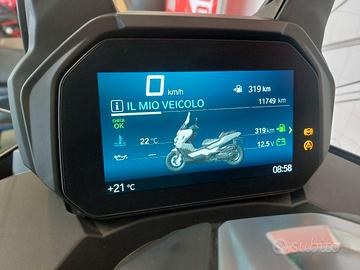 0 km/h
319 km
i IL MIO VEICOLO
11749 km
CHECK
OK
319 km
22 °C
12.5 V
08:58
+21 °C
subito